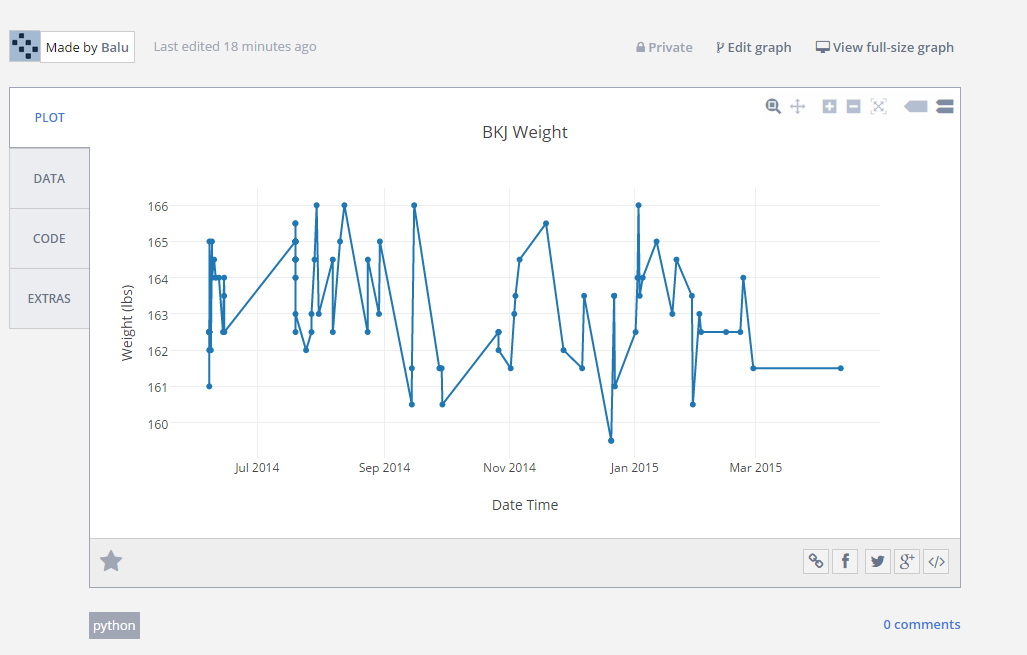 Made by Balu
Last edited 18 minutes ago
Private
Edit graph
View full-size graph
PLOT
DATA
CODE
EXTRAS
BKJ Weight
Weight (lbs)
166
165
164
163
162
161
160
Jul 2014
Sep 2014
Nov 2014
Jan 2015
Mar 2015
Date Time
python
0 comments